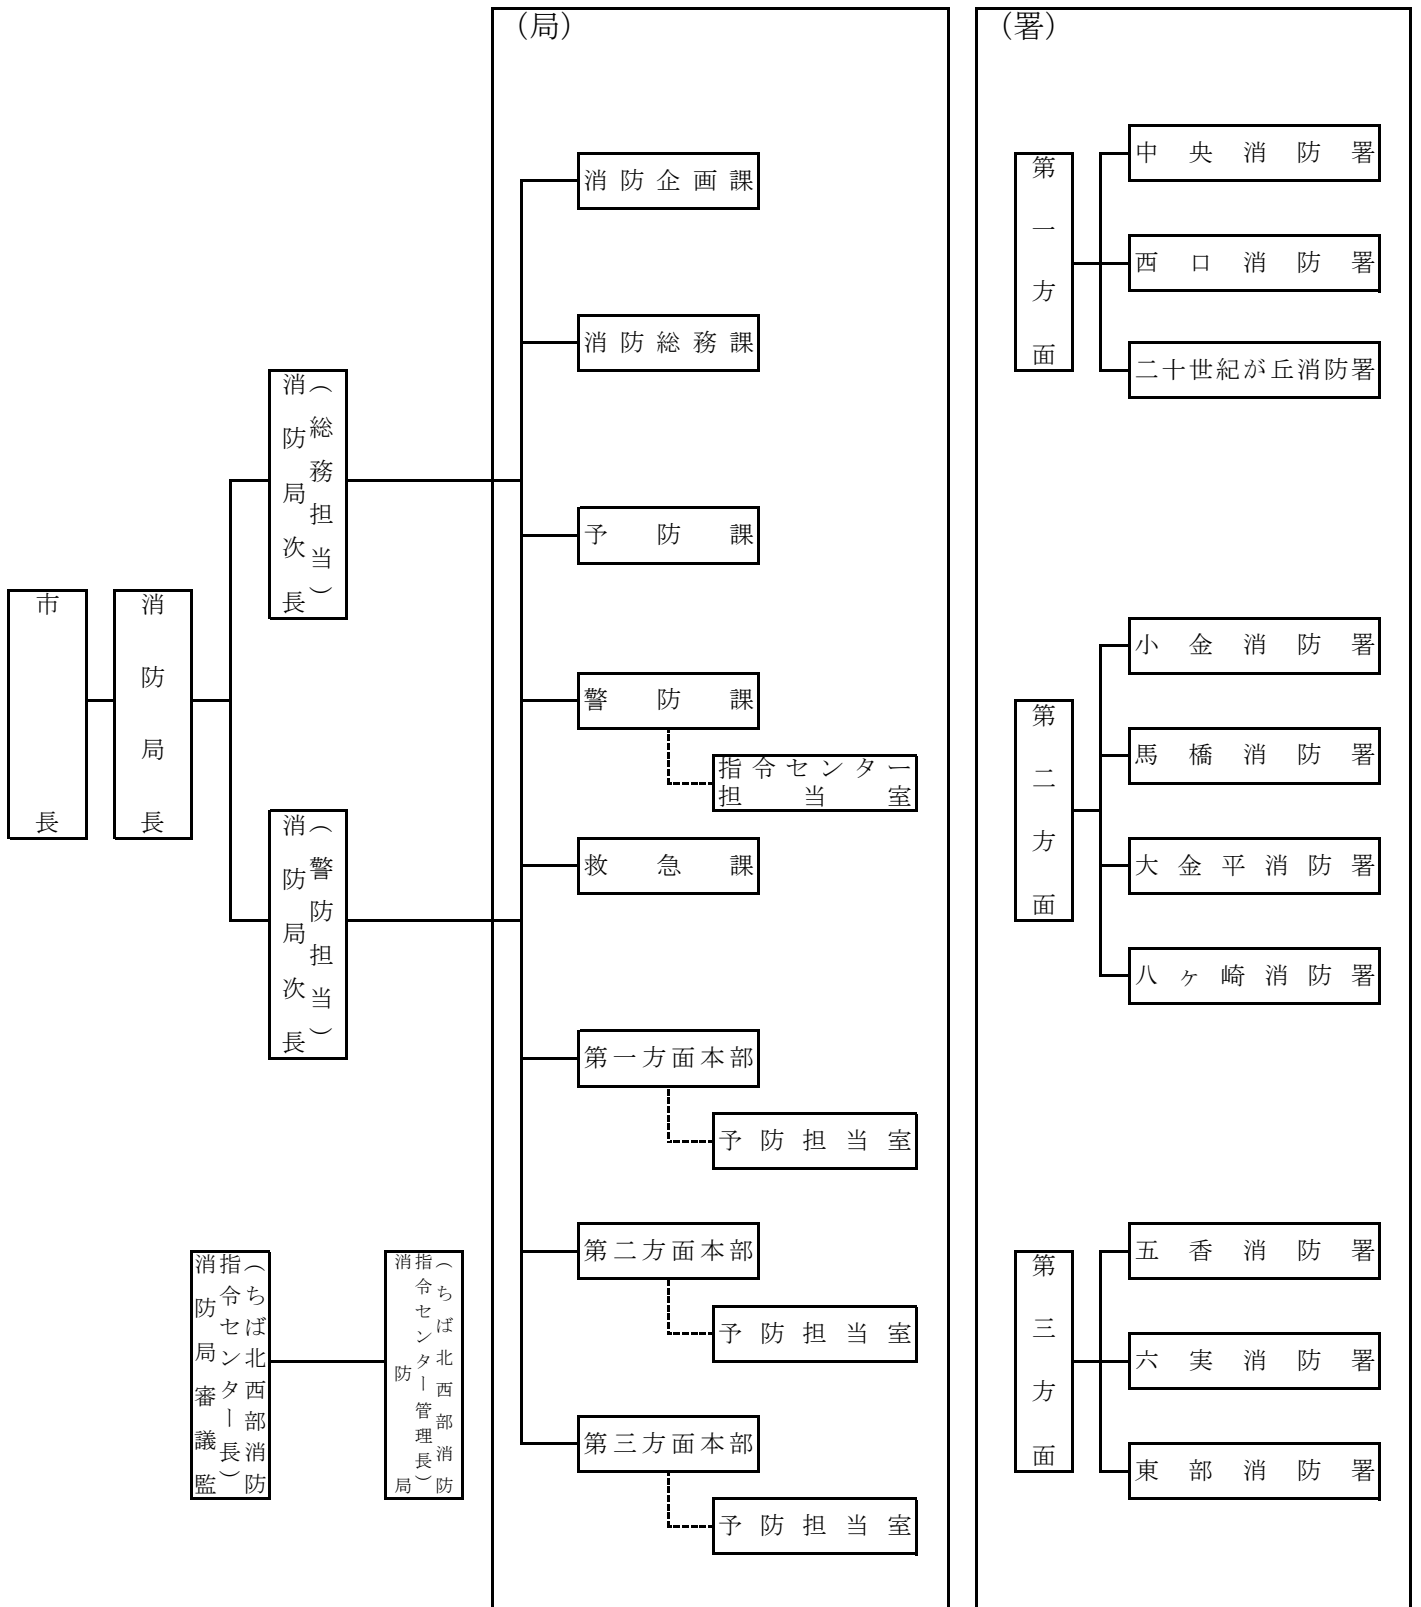 市長
消防局長
消防局次長
（総務担当）
消防局次長
（警防担当）
消防局審議監
（ちば北西部消防
指令センター長）
消防局
（ちば北西部消防
指令センター管理長）
（局）
消防企画課
消防総務課
予防課
警防課
指令センター
担当室
救急課
第一方面本部
予防担当室
第二方面本部
予防担当室
第三方面本部
予防担当室
（署）
第一方面
中央消防署
西口消防署
二十世紀が丘消防署
第二方面
小金消防署
馬橋消防署
大金平消防署
八ヶ崎消防署
第三方面
五香消防署
六実消防署
東部消防署